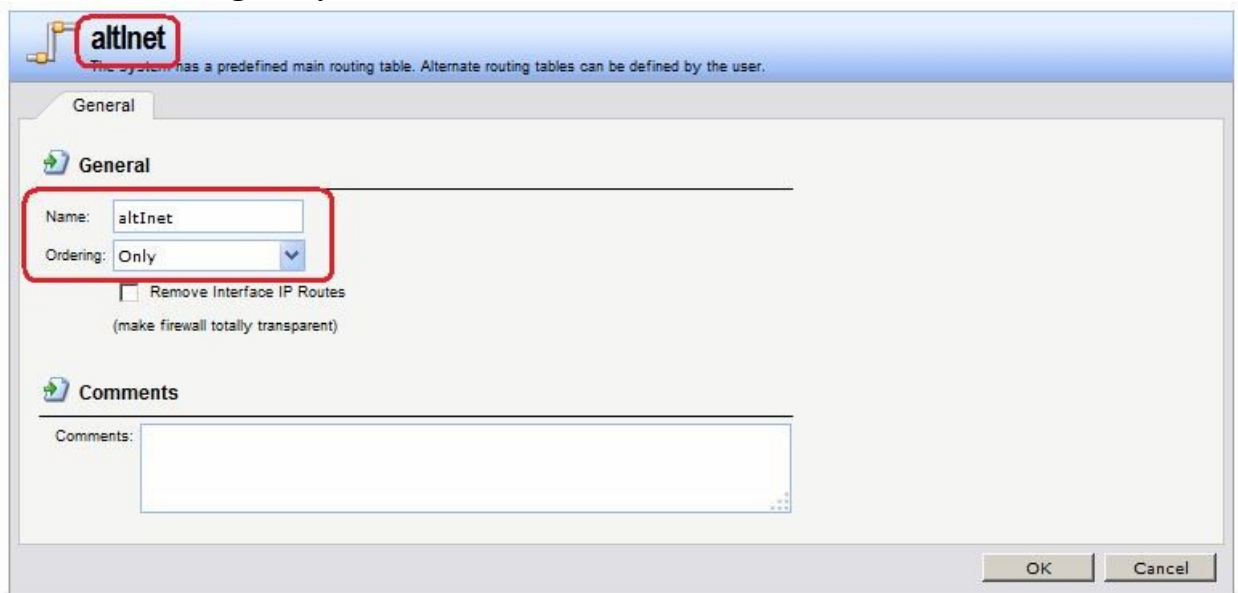 altInet
The system has a predefined main routing table. Alternate routing tables can be defined by the user.
General
General
Name: altInet
Ordering: Only
Remove Interface IP Routes
(make firewall totally transparent)
Comments
Comments:
OK Cancel